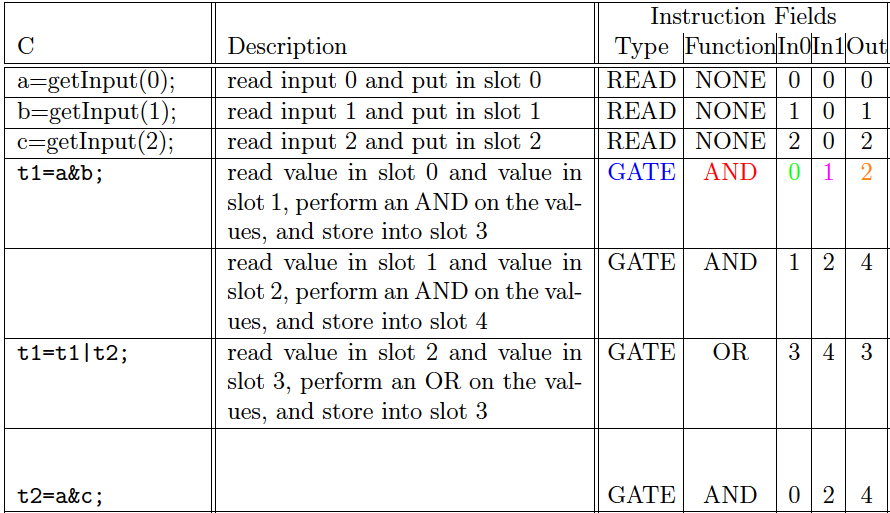 Instruction Fields
C Description Type Function In0 In1 Out
a=getInput(0); read input 0 and put in slot 0 READ NONE 0 0 0
b=getInput(1); read input 1 and put in slot 1 READ NONE 1 0 1
c=getInput(2); read input 2 and put in slot 2 READ NONE 2 0 2
t1=a&b; read value in slot 0 and value in GATE AND 0 1 2
slot 1, perform an AND on the val-
ues, and store into slot 3
read value in slot 1 and value in GATE AND 1 2 4
slot 2, perform an AND on the val-
ues, and store into slot 4
t1=t1|t2; read value in slot 2 and value in GATE OR 3 4 3
slot 3, perform an OR on the val-
ues, and store into slot 3
t2=a&c; GATE AND 0 2 4